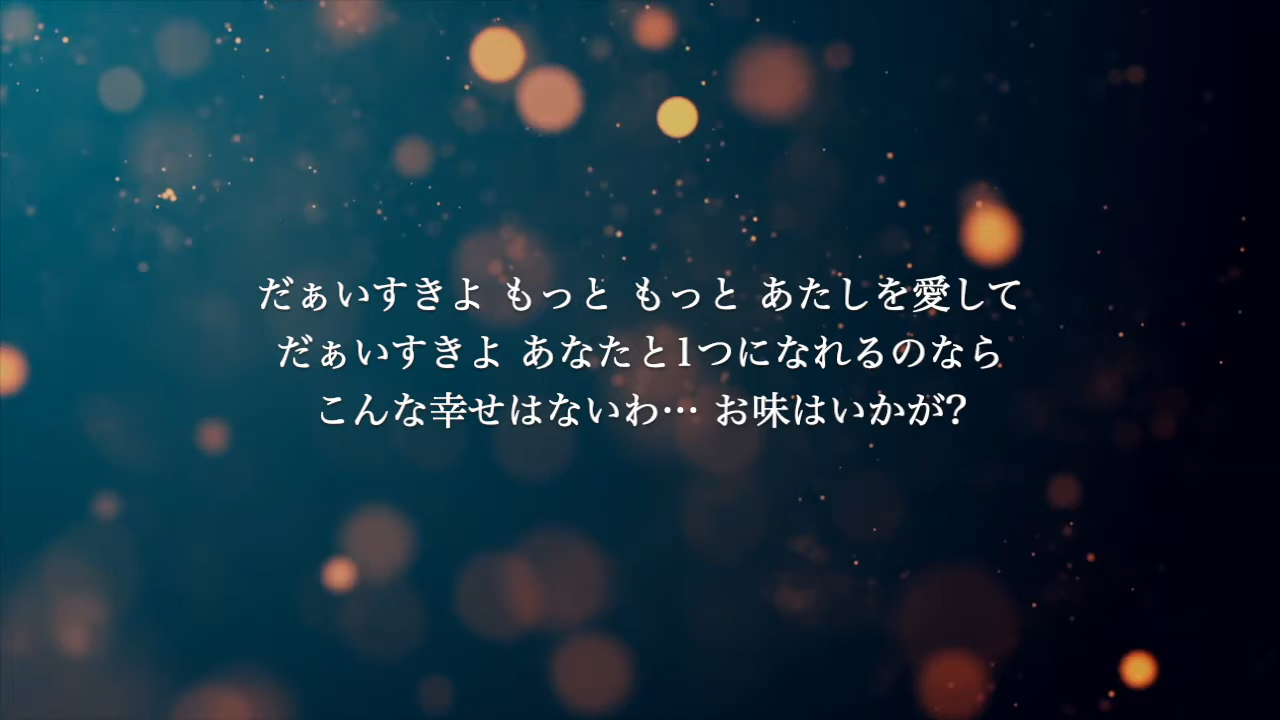 だぁいすきよ もっと もっと あたしを愛して
だぁいすきよ あなたと1つになれるのなら
こんな幸せはないわ… お味はいかが?